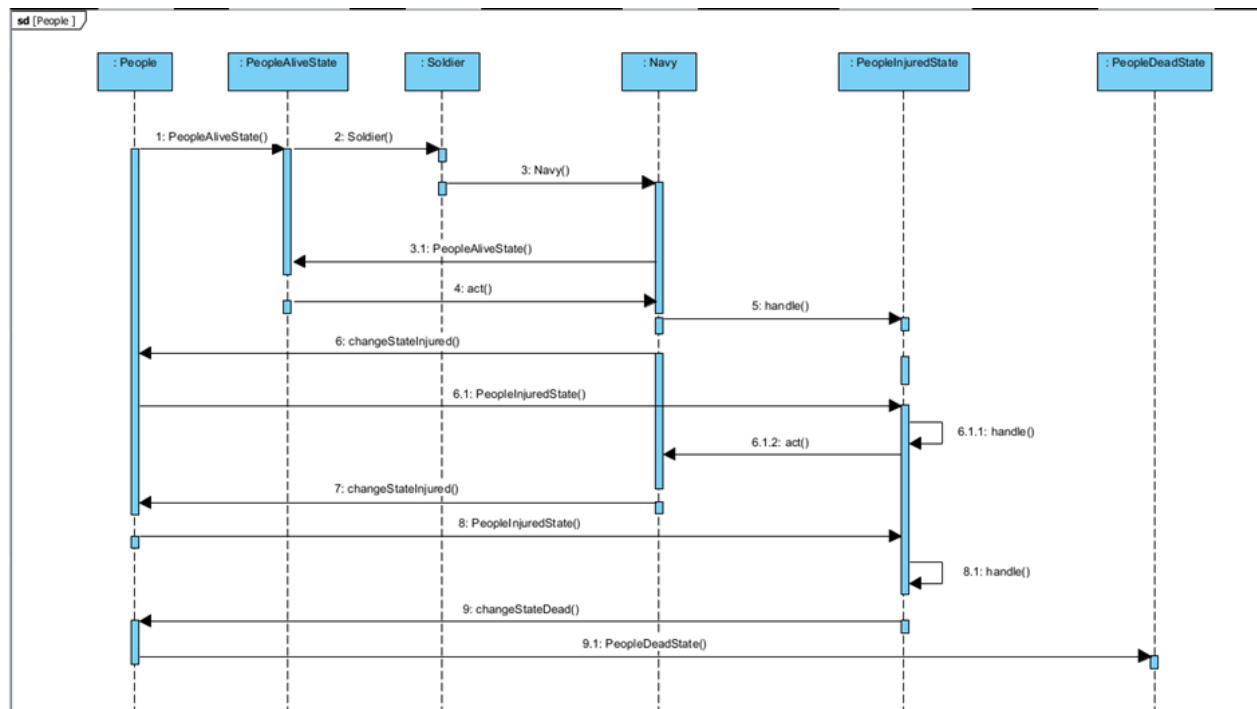 sd [People ]
: People
: PeopleAliveState
: Soldier
: Navy
: PeopleInjuredState
: PeopleDeadState
1: PeopleAliveState()
2: Soldier()
3: Navy()
3.1: PeopleAliveState()
4: act()
5: handle()
6: changeStateInjured()
6.1: PeopleInjuredState()
6.1.1: handle()
6.1.2: act()
7: changeStateInjured()
8: PeopleInjuredState()
8.1: handle()
9: changeStateDead()
9.1: PeopleDeadState()